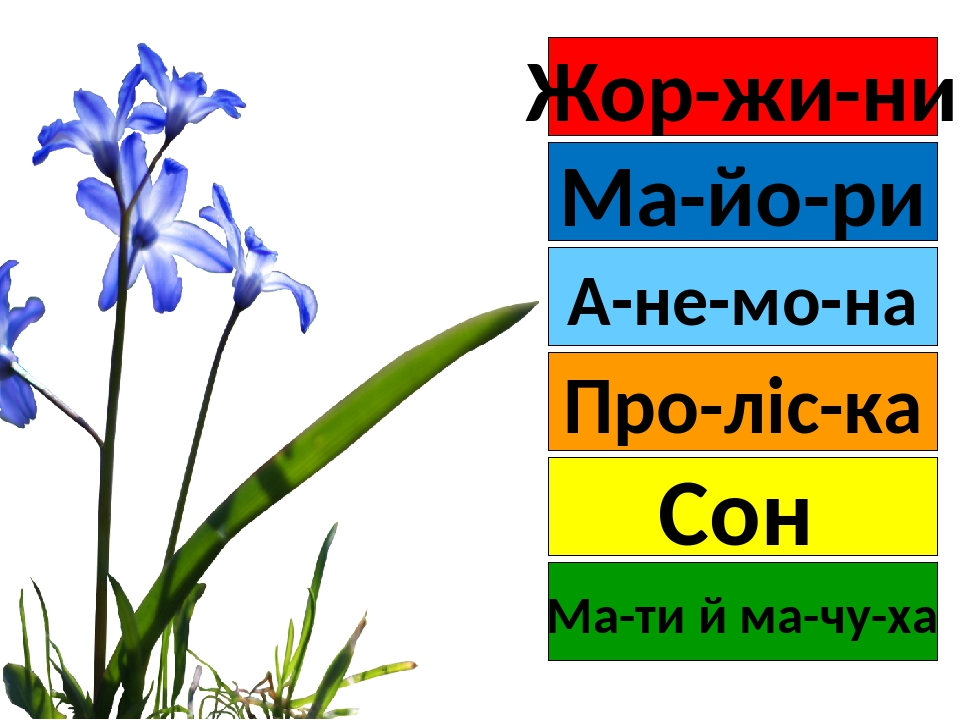 Жор-жи-ни
Ма-йо-ри
А-не-мо-на
Про-ліс-ка
Сон
Ма-ти й ма-чу-ха